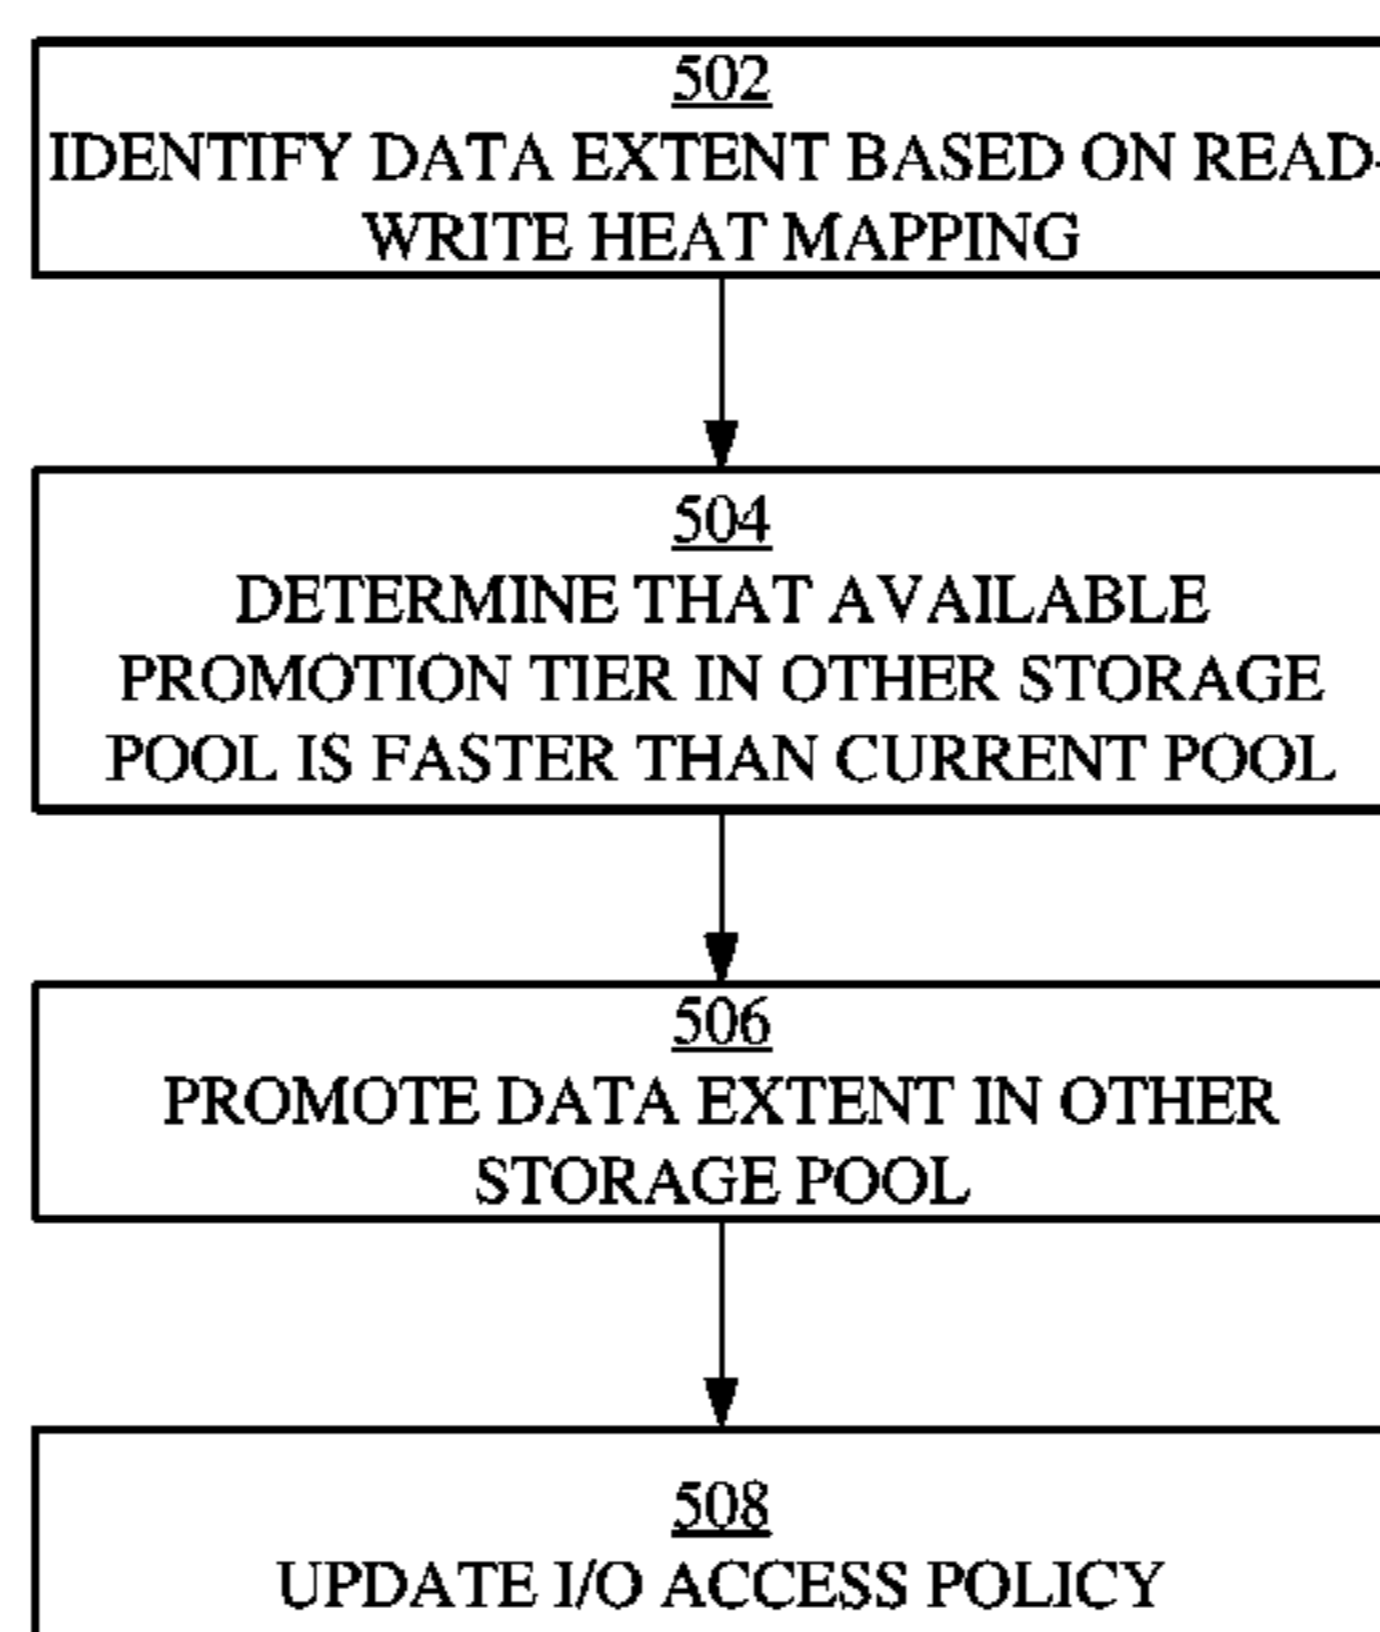 502
IDENTIFY DATA EXTENT BASED ON READ-
WRITE HEAT MAPPING
504
DETERMINE THAT AVAILABLE
PROMOTION TIER IN OTHER STORAGE
POOL IS FASTER THAN CURRENT POOL
506
PROMOTE DATA EXTENT IN OTHER
STORAGE POOL
508
UPDATE I/O ACCESS POLICY